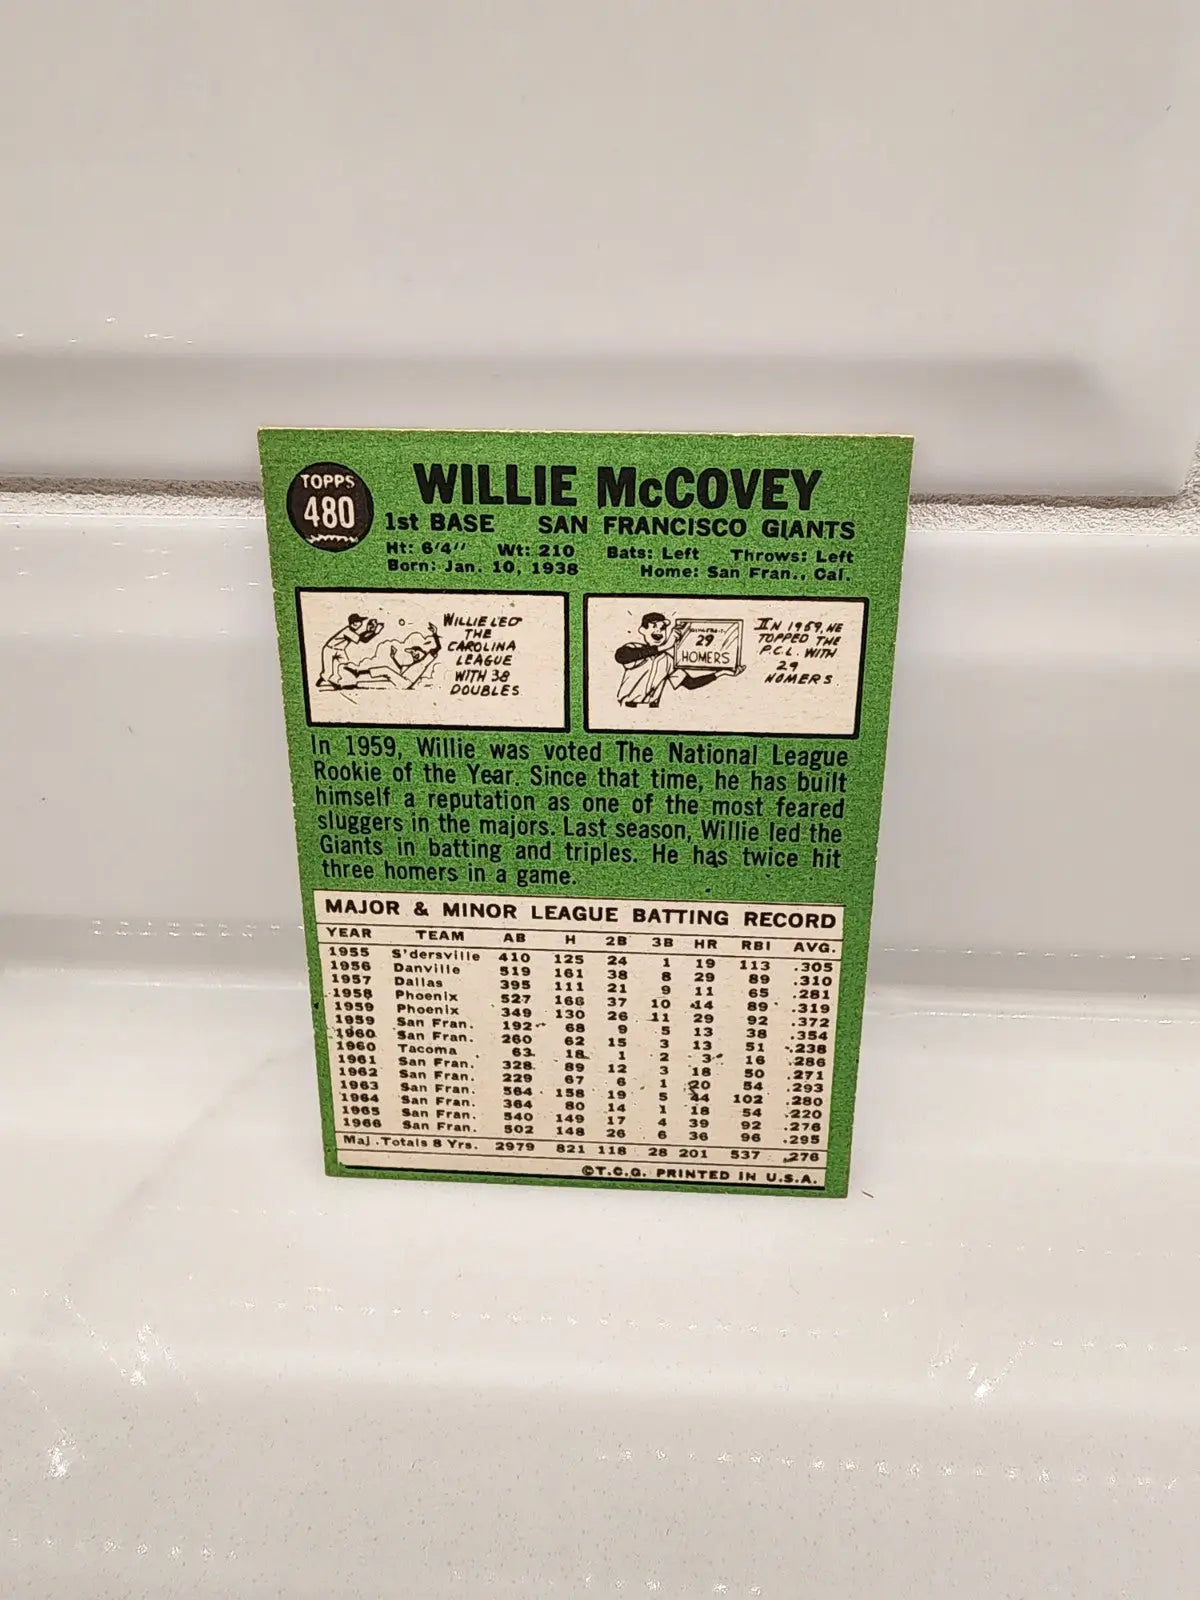 TOPPS
480
WILLIE McCOVEY
1st BASE SAN FRANCISCO GIANTS
Ht: 6'4" Wt: 210 Bats: Left Throws: Left
Born: Jan. 10, 1938 Home: San Fran., Cal.
WILLIE LED
THE
CAROLINA
LEAGUE
WITH 38
DOUBLES
29
HOMERS
IN 1959, HE
TOPPED THE
P.C.L. WITH
29
HOMERS.
In 1959, Willie was voted The National League
Rookie of the Year. Since that time, he has built
himself a reputation as one of the most feared
sluggers in the majors. Last season, Willie led the
Giants in batting and triples. He has twice hit
three homers in a game.
MAJOR & MINOR LEAGUE BATTING RECORD
YEAR TEAM AB H 2B 3B HR RBI AVG.
1955 S'dersville 410 125 24 1 19 113 .305
1956 Danville 519 161 38 8 29 89 .310
1957 Dallas 395 111 21 9 11 65 .281
1958 Phoenix 527 168 37 10 14 89 .319
1959 Phoenix 349 130 26 11 29 92 .372
1959 San Fran. 192 68 9 5 13 38 .354
1960 San Fran. 260 62 15 3 13 51 .238
1960 Tacoma 63 18 1 2 3 16 .286
1961 San Fran. 328 89 12 3 18 50 .271
1962 San Fran. 229 67 6 1 20 54 .293
1963 San Fran. 564 158 19 5 44 102 .280
1964 San Fran. 364 80 14 1 18 54 .220
1965 San Fran. 540 149 17 4 39 92 .276
1966 San Fran. 502 148 26 6 36 96 .295
Maj. Totals 8 Yrs. 2979 821 118 28 201 537 .276
©T.C.G. PRINTED IN U.S.A.